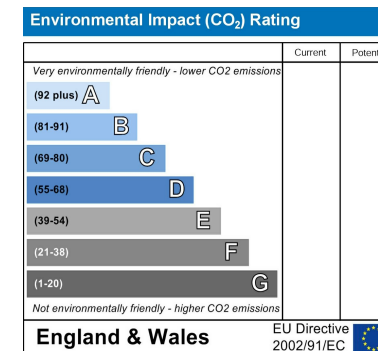 Environmental Impact (CO₂) Rating
Current Potent
Very environmentally friendly - lower CO2 emissions
(92 plus) A
(81-91) B
(69-80) C
(55-68) D
(39-54) E
(21-38) F
(1-20) G
Not environmentally friendly - higher CO2 emissions
England & Wales
EU Directive
2002/91/EC